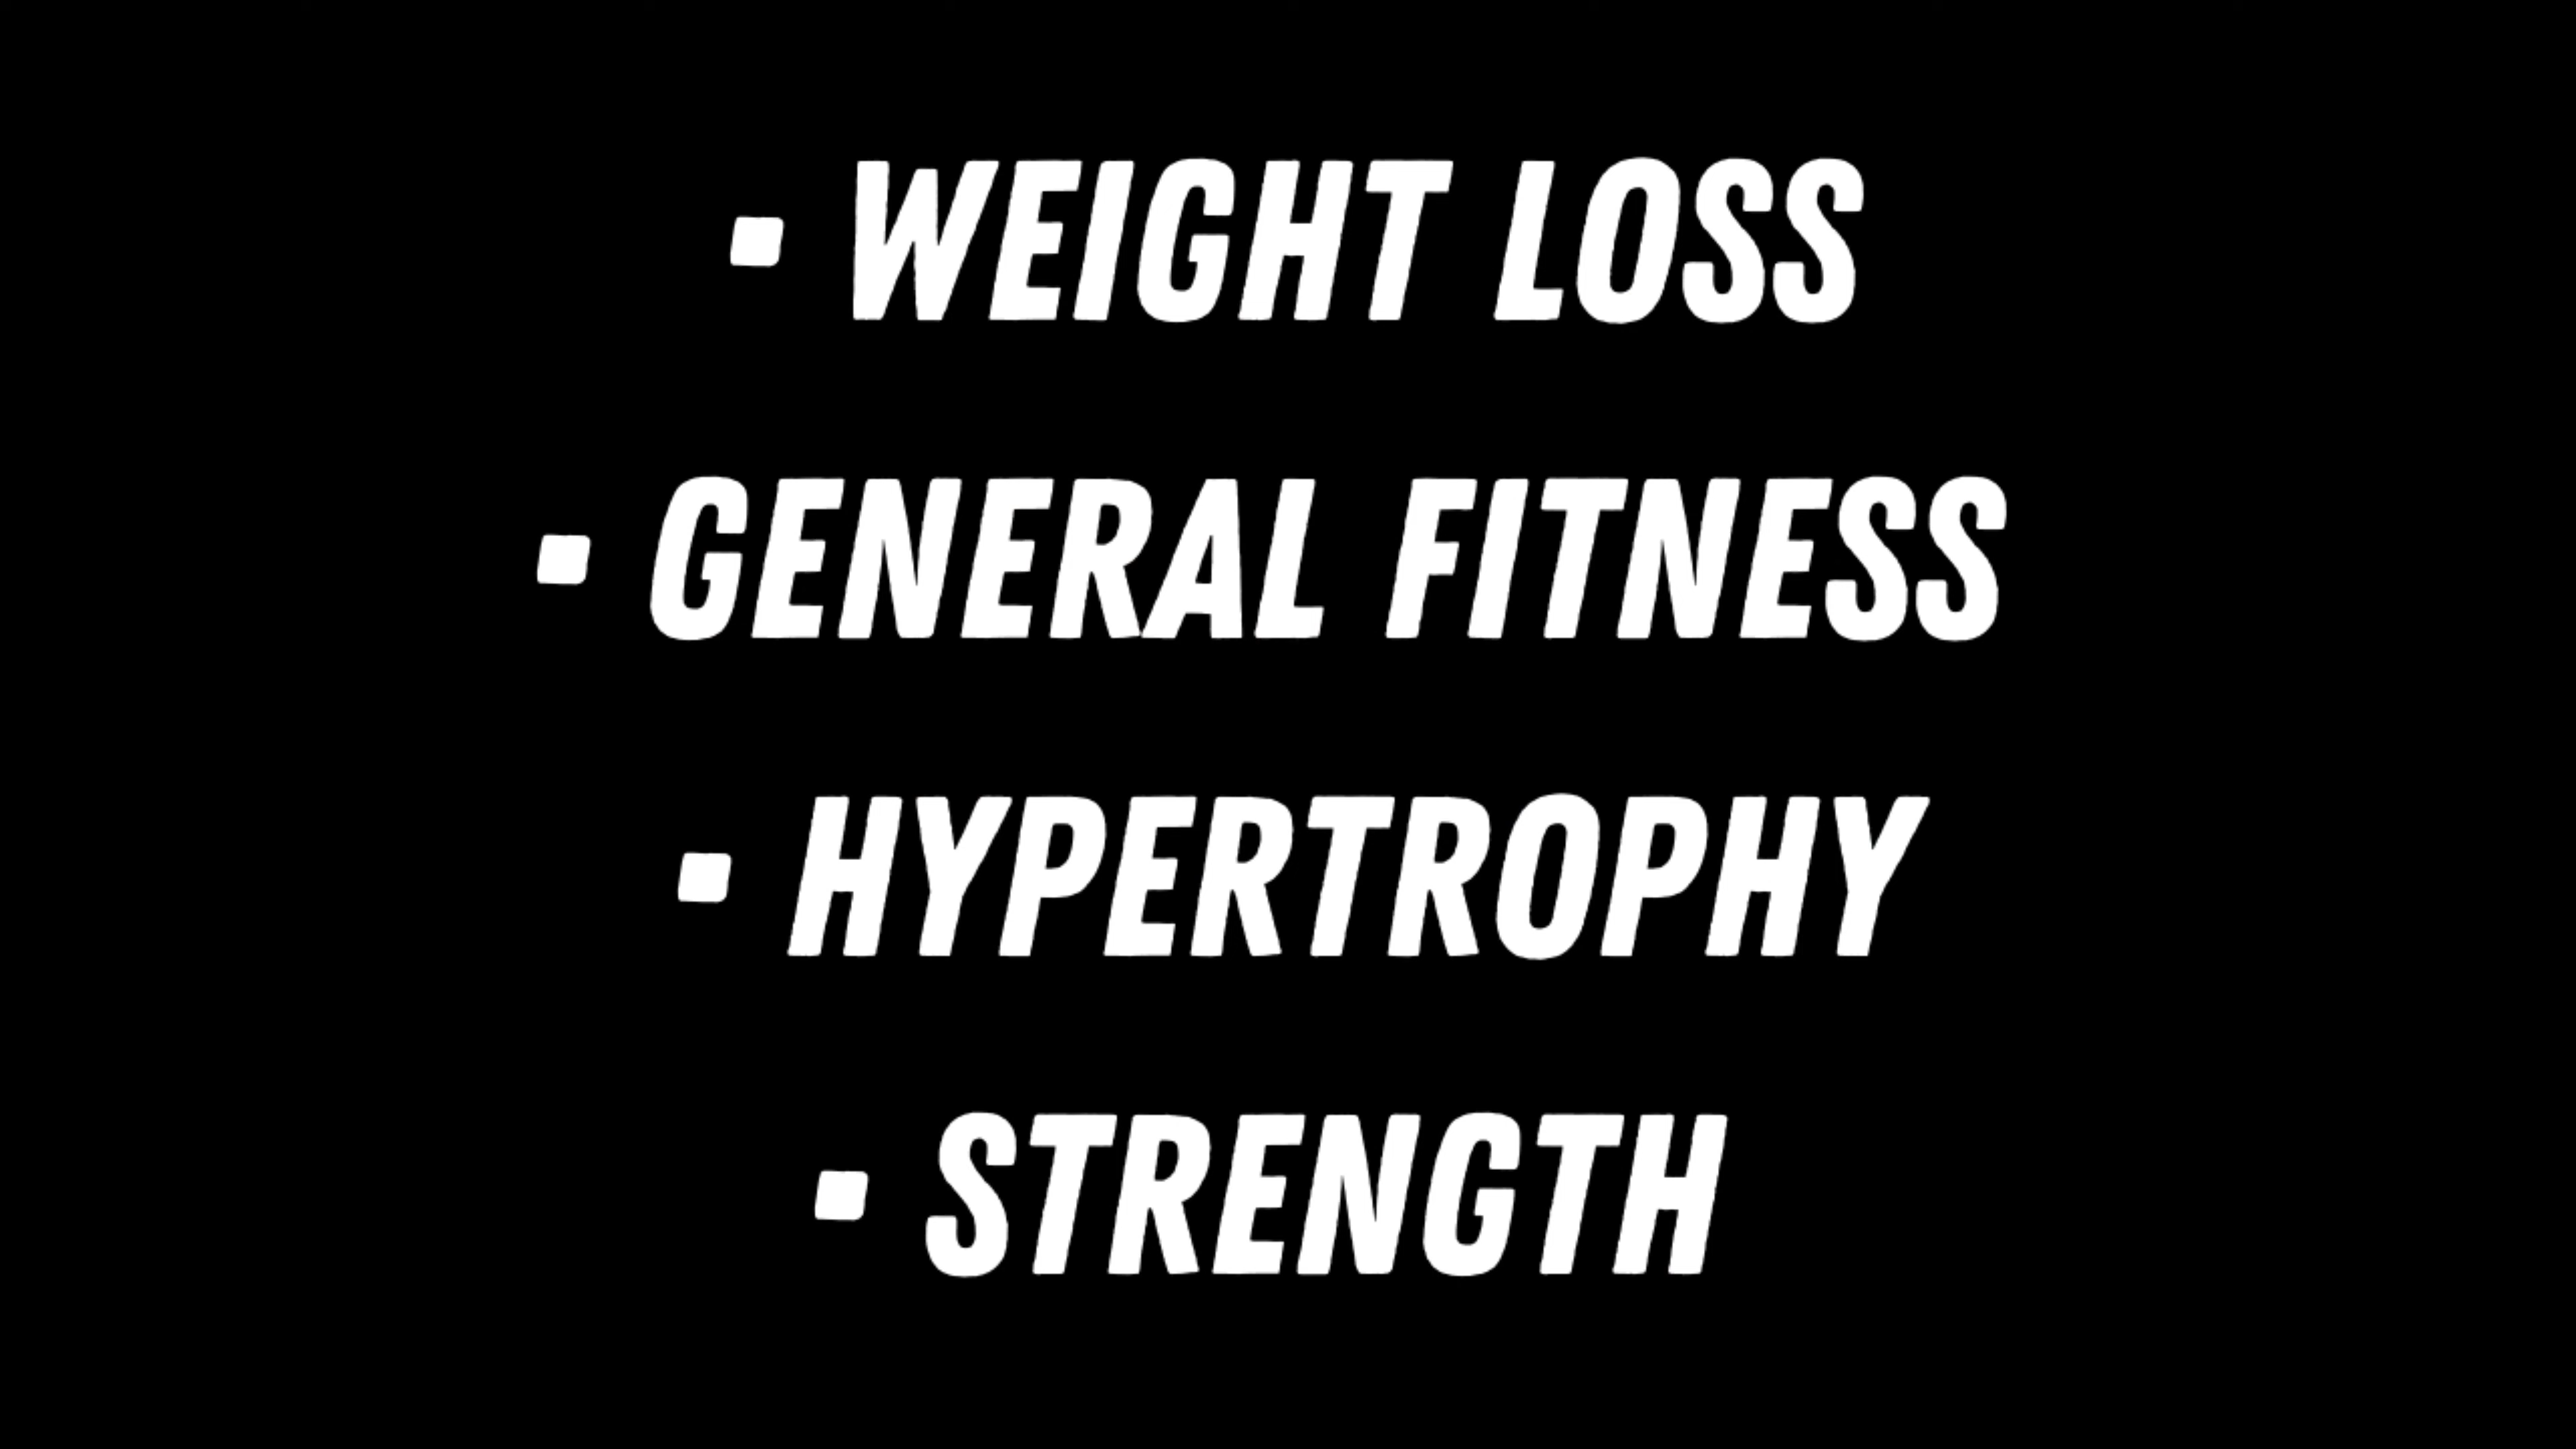 · WEIGHT LOSS
· GENERAL FITNESS
· HYPERTROPHY
· STRENGTH